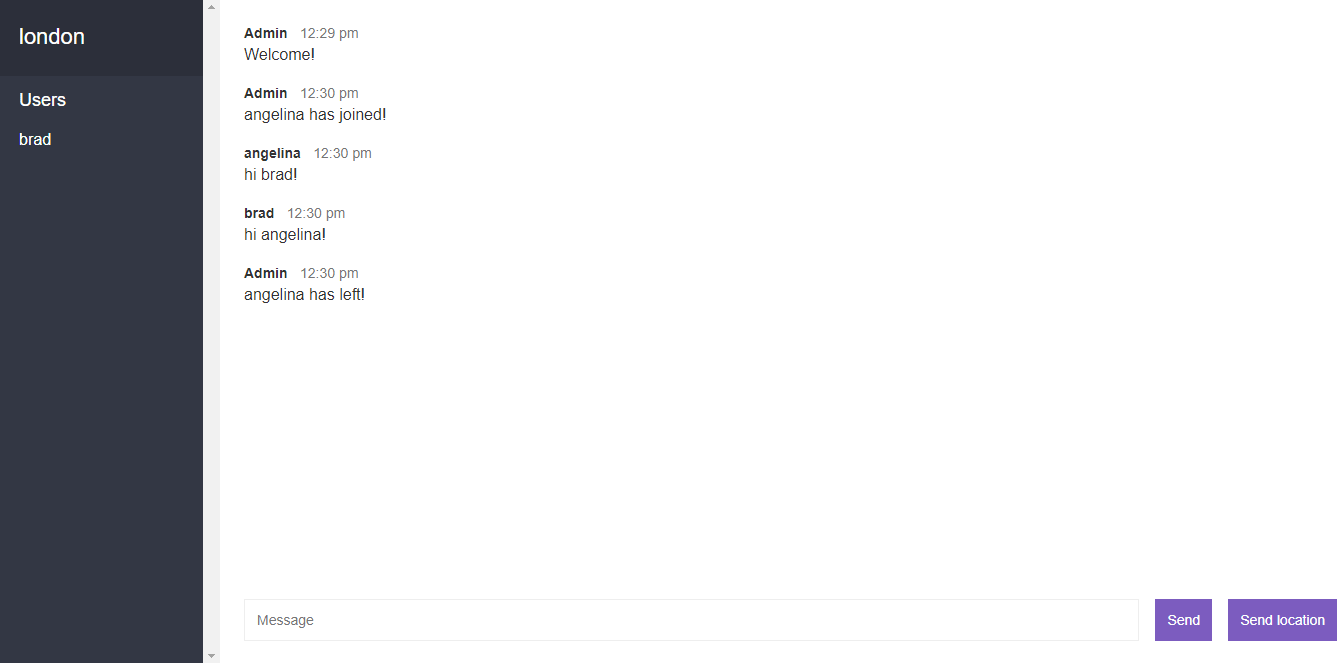 london
Users
brad
Admin 12:29 pm
Welcome!
Admin 12:30 pm
angelina has joined!
angelina 12:30 pm
hi brad!
brad 12:30 pm
hi angelina!
Admin 12:30 pm
angelina has left!
Message
Send
Send location